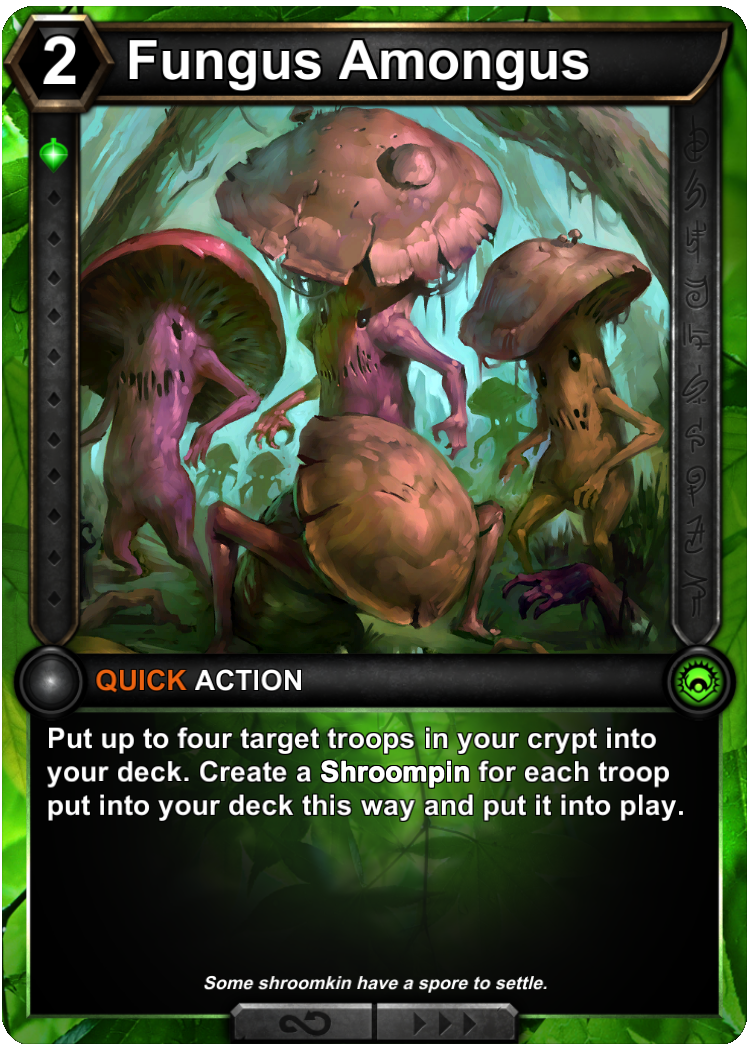 2 Fungus Amongus
QUICK ACTION
Put up to four target troops in your crypt into
your deck. Create a Shroompin for each troop
put into your deck this way and put it into play.
Some shroomkin have a spore to settle.